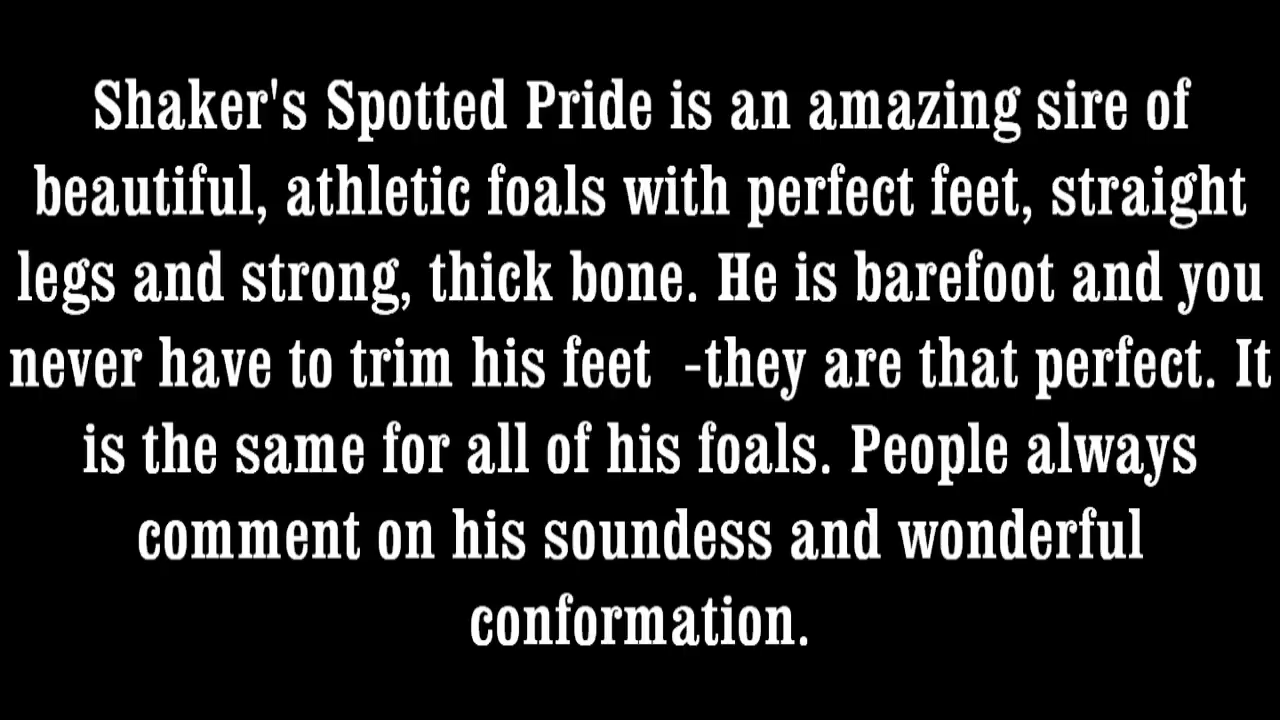 Shaker's Spotted Pride is an amazing sire of
beautiful, athletic foals with perfect feet, straight
legs and strong, thick bone. He is barefoot and you
never have to trim his feet  -they are that perfect. It
is the same for all of his foals. People always
comment on his soundess and wonderful
conformation.